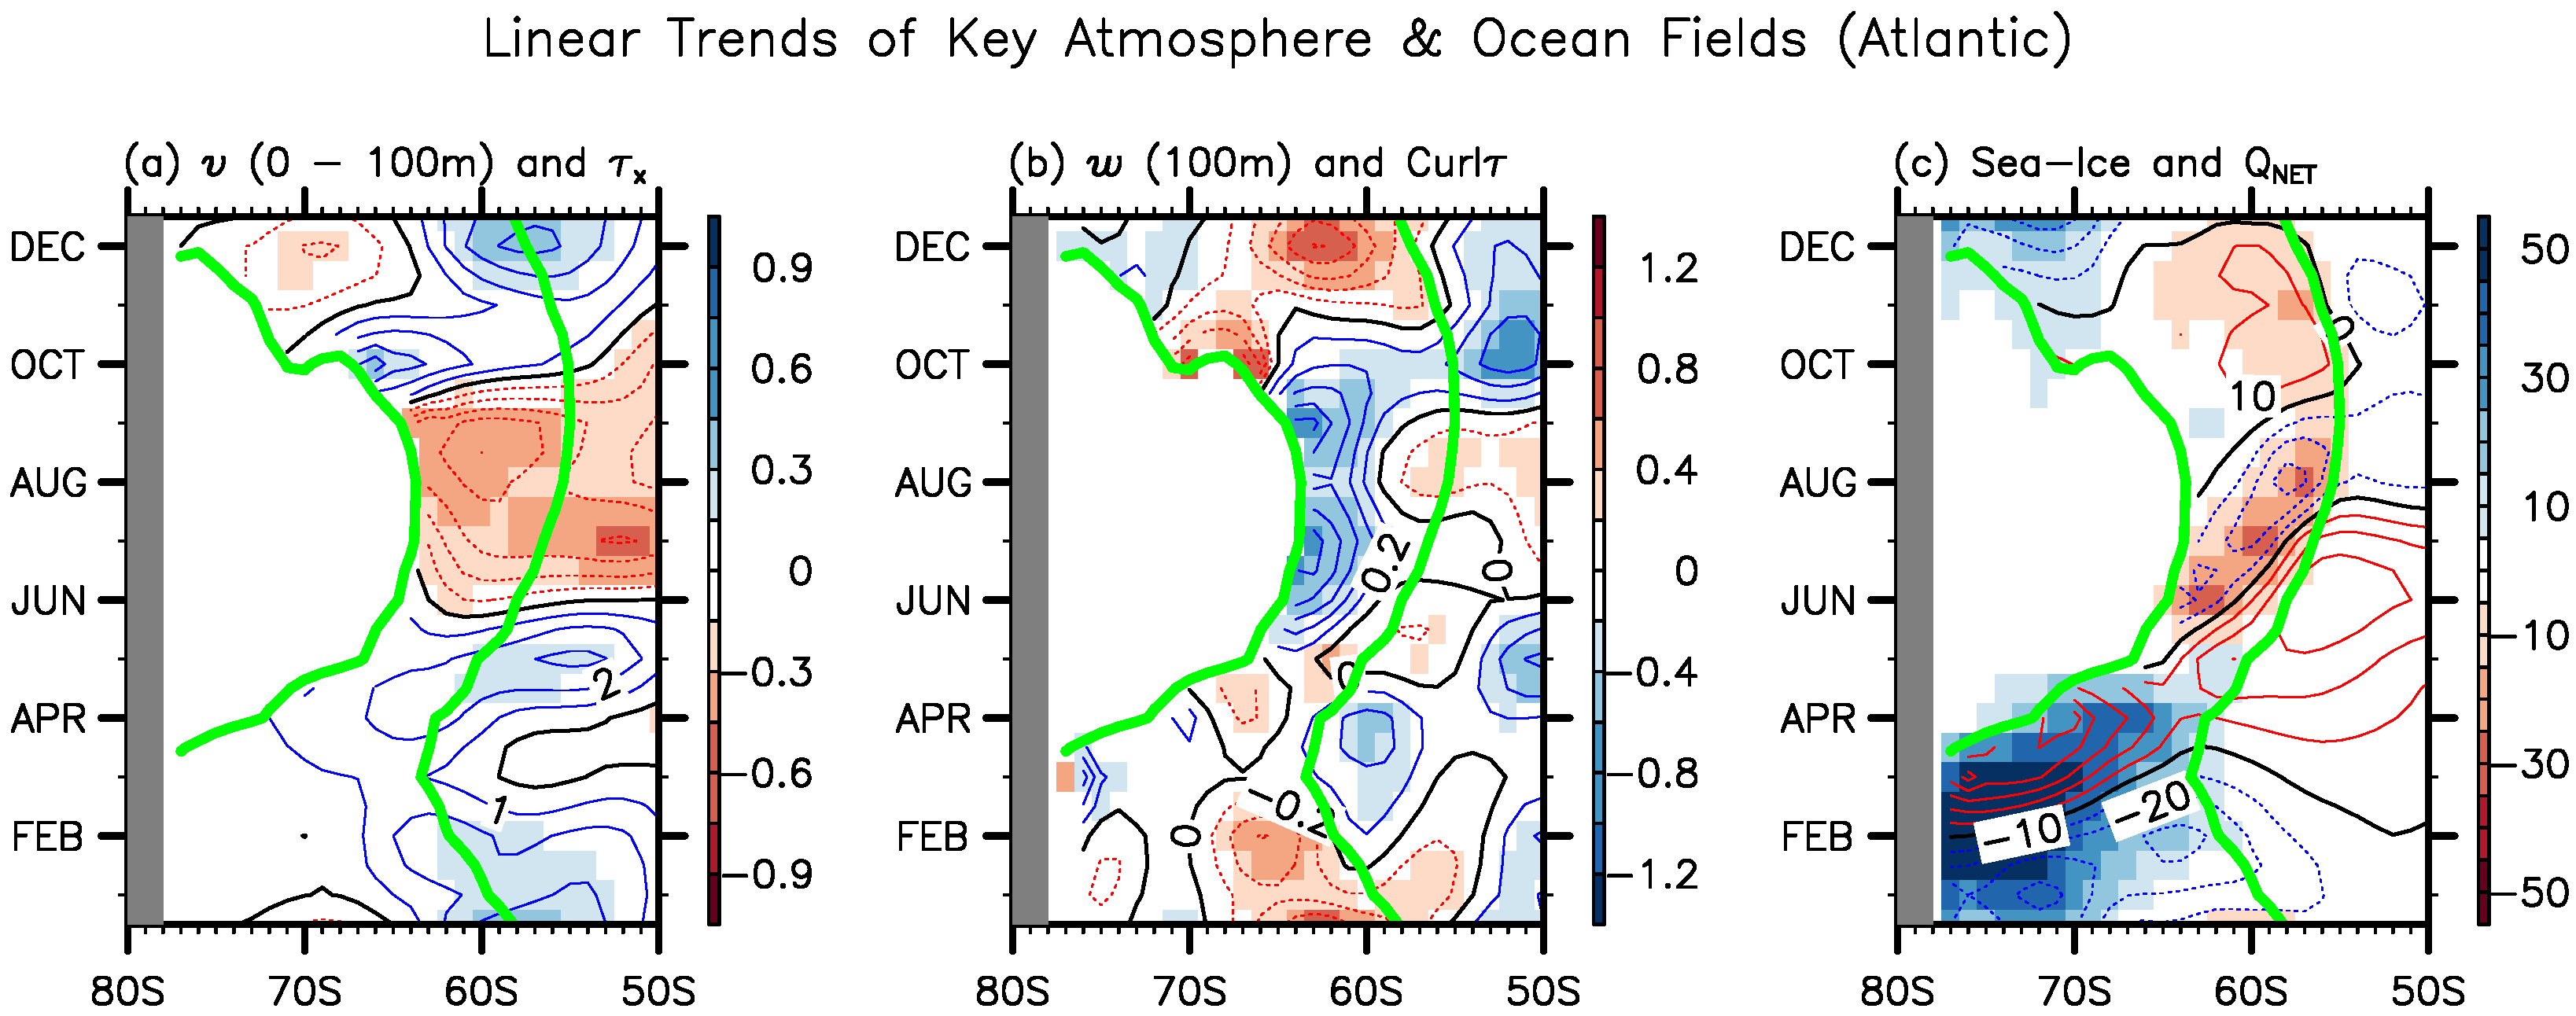 Linear Trends of Key Atmosphere & Ocean Fields (Atlantic)
(a) v (0 – 100m) and τx
DEC
OCT
AUG
JUN
APR
FEB
80S 70S 60S 50S
2
1
0.9
0.6
0.3
0
−0.3
−0.6
−0.9
(b) w (100m) and Curlτ
DEC
OCT
AUG
JUN
APR
FEB
80S 70S 60S 50S
0.2
0
0
−0.2
0
1.2
0.8
0.4
0
−0.4
−0.8
−1.2
(c) Sea−Ice and QNET
DEC
OCT
AUG
JUN
APR
FEB
80S 70S 60S 50S
0
10
−20
−10
50
30
10
−10
−30
−50